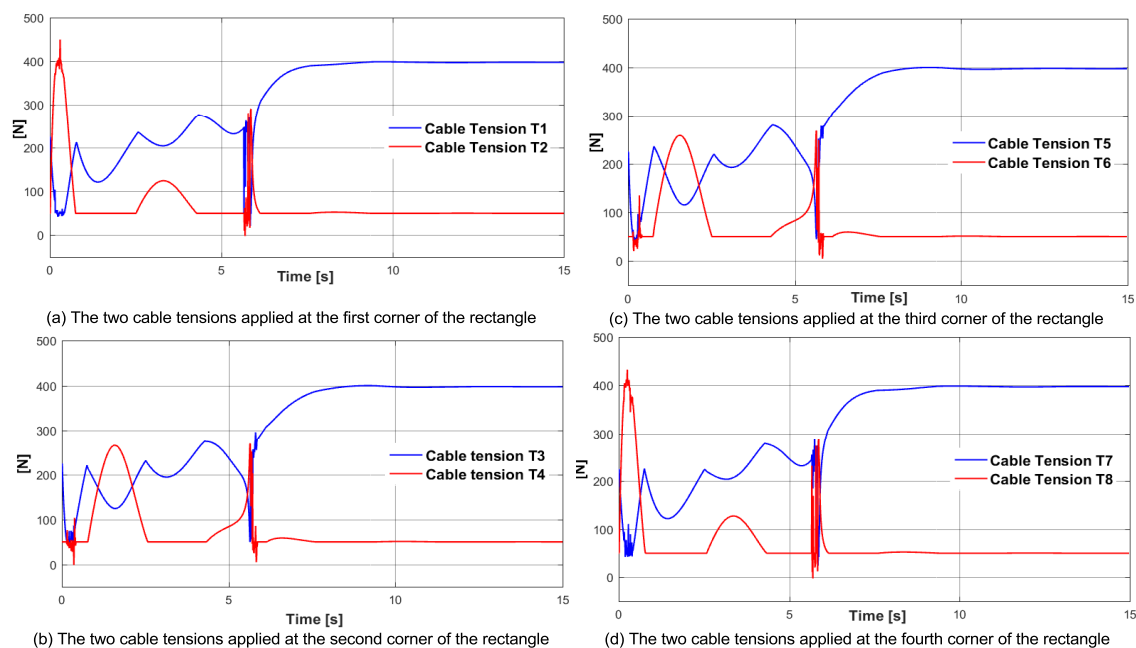 500
400
300
200
100
0
[N]
Cable Tension T1
Cable Tension T2
0
5
10
15
Time [s]
(a) The two cable tensions applied at the first corner of the rectangle
500
400
300
200
100
0
[N]
Cable tension T3
Cable tension T4
0
5
10
15
Time [s]
(b) The two cable tensions applied at the second corner of the rectangle
500
400
300
200
100
0
[N]
Cable Tension T5
Cable Tension T6
0
5
10
15
Time [s]
(c) The two cable tensions applied at the third corner of the rectangle
500
400
300
200
100
0
[N]
Cable Tension T7
Cable Tension T8
0
5
10
15
Time [s]
(d) The two cable tensions applied at the fourth corner of the rectangle